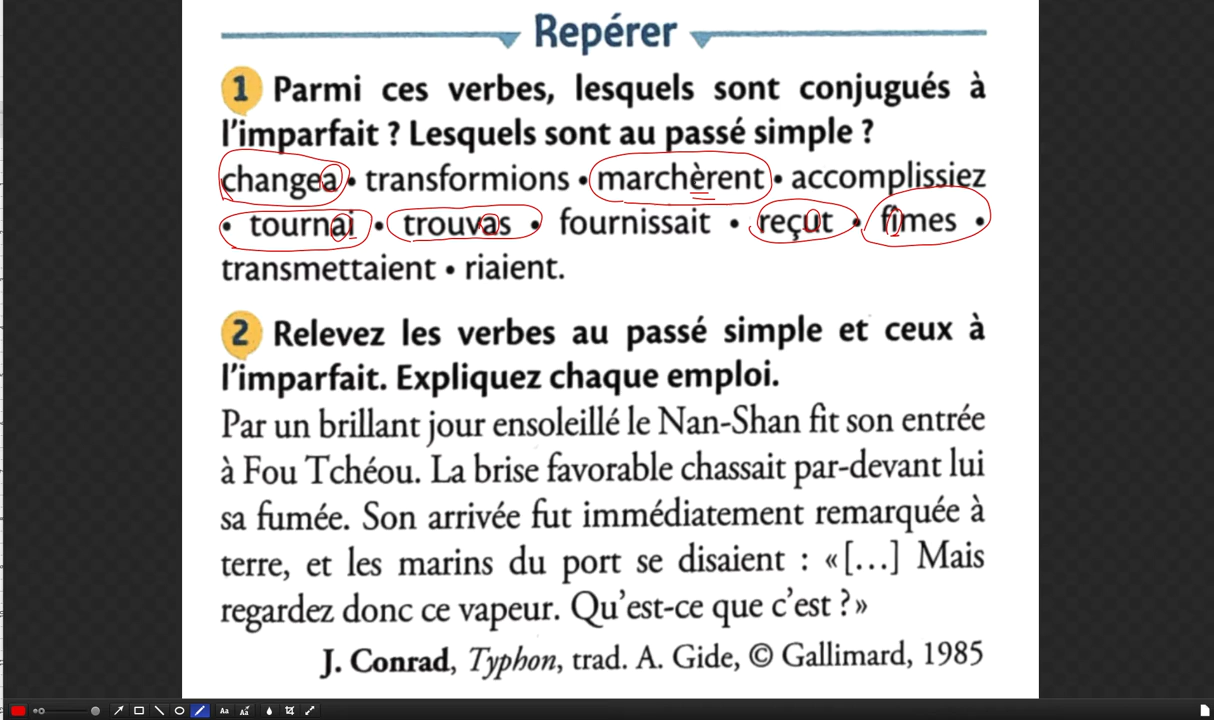 Repérer
1 Parmi ces verbes, lesquels sont conjugués à
l'imparfait ? Lesquels sont au passé simple ?
changea • transformions • marchèrent • accomplissiez
• tournai • trouvas • fournissait • reçut • fîmes •
transmettaient • riaient.
2 Relevez les verbes au passé simple et ceux à
l'imparfait. Expliquez chaque emploi.
Par un brillant jour ensoleillé le Nan-Shan fit son entrée
à Fou Tchéou. La brise favorable chassait par-devant lui
sa fumée. Son arrivée fut immédiatement remarquée à
terre, et les marins du port se disaient : «[...] Mais
regardez donc ce vapeur. Qu'est-ce que c'est ?»
J. Conrad, Typhon, trad. A. Gide, © Gallimard, 1985
Aa Aa